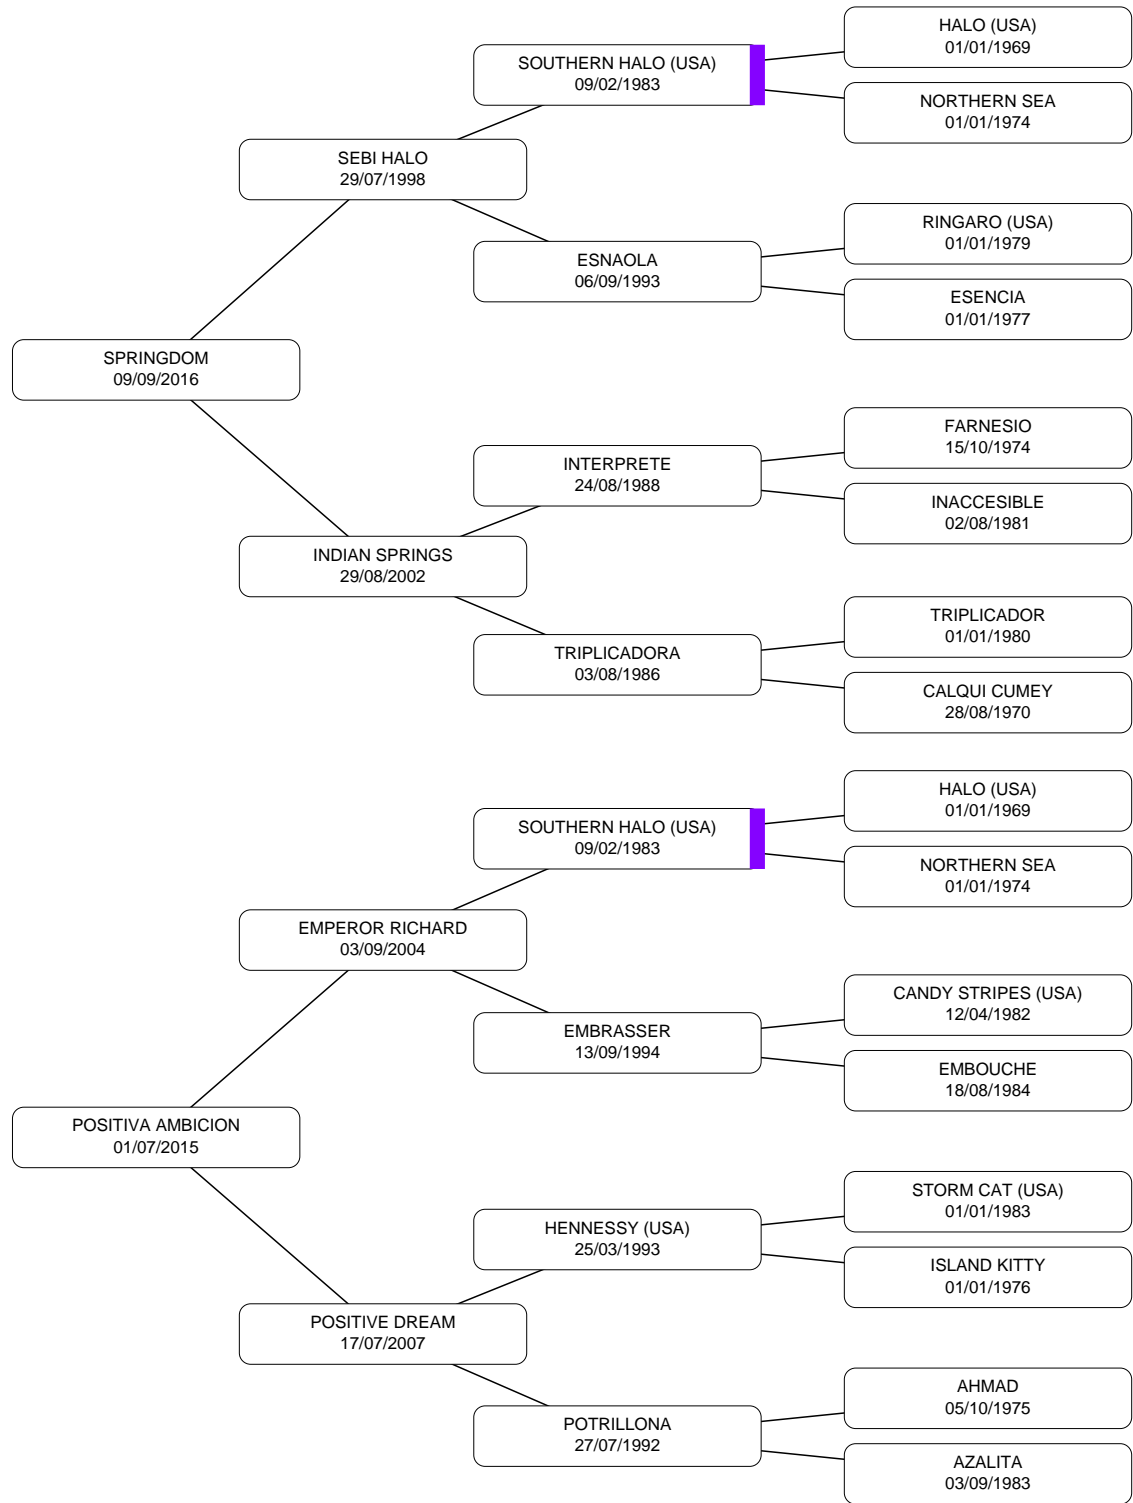 HALO (USA)
01/01/1969
SOUTHERN HALO (USA)
09/02/1983
NORTHERN SEA
01/01/1974
SEBI HALO
29/07/1998
RINGARO (USA)
01/01/1979
ESNAOLA
06/09/1993
ESENCIA
01/01/1977
SPRINGDOM
09/09/2016
FARNESIO
15/10/1974
INTERPRETE
24/08/1988
INACCESIBLE
02/08/1981
INDIAN SPRINGS
29/08/2002
TRIPLICADOR
01/01/1980
TRIPLICADORA
03/08/1986
CALQUI CUMEY
28/08/1970
HALO (USA)
01/01/1969
SOUTHERN HALO (USA)
09/02/1983
NORTHERN SEA
01/01/1974
EMPEROR RICHARD
03/09/2004
CANDY STRIPES (USA)
12/04/1982
EMBRASSER
13/09/1994
EMBOUCHE
18/08/1984
POSITIVA AMBICION
01/07/2015
STORM CAT (USA)
01/01/1983
HENNESSY (USA)
25/03/1993
ISLAND KITTY
01/01/1976
POSITIVE DREAM
17/07/2007
AHMAD
05/10/1975
POTRILLONA
27/07/1992
AZALITA
03/09/1983